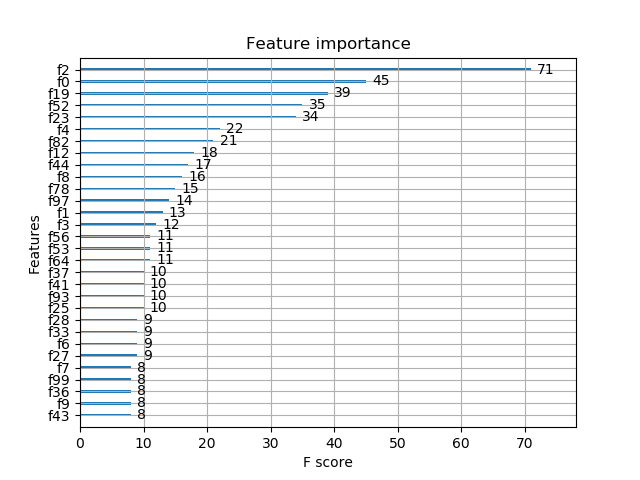 Feature importance
f2 71
f0 45
f19 39
f52 35
f23 34
f4 22
f82 21
f12 18
f44 17
f8 16
f78 15
f97 14
f1 13
f3 12
f56 11
f53 11
f64 11
f37 10
f41 10
f93 10
f25 10
f28 9
f33 9
f6 9
f27 9
f7 8
f99 8
f36 8
f9 8
f43 8
Features
0 10 20 30 40 50 60 70
F score